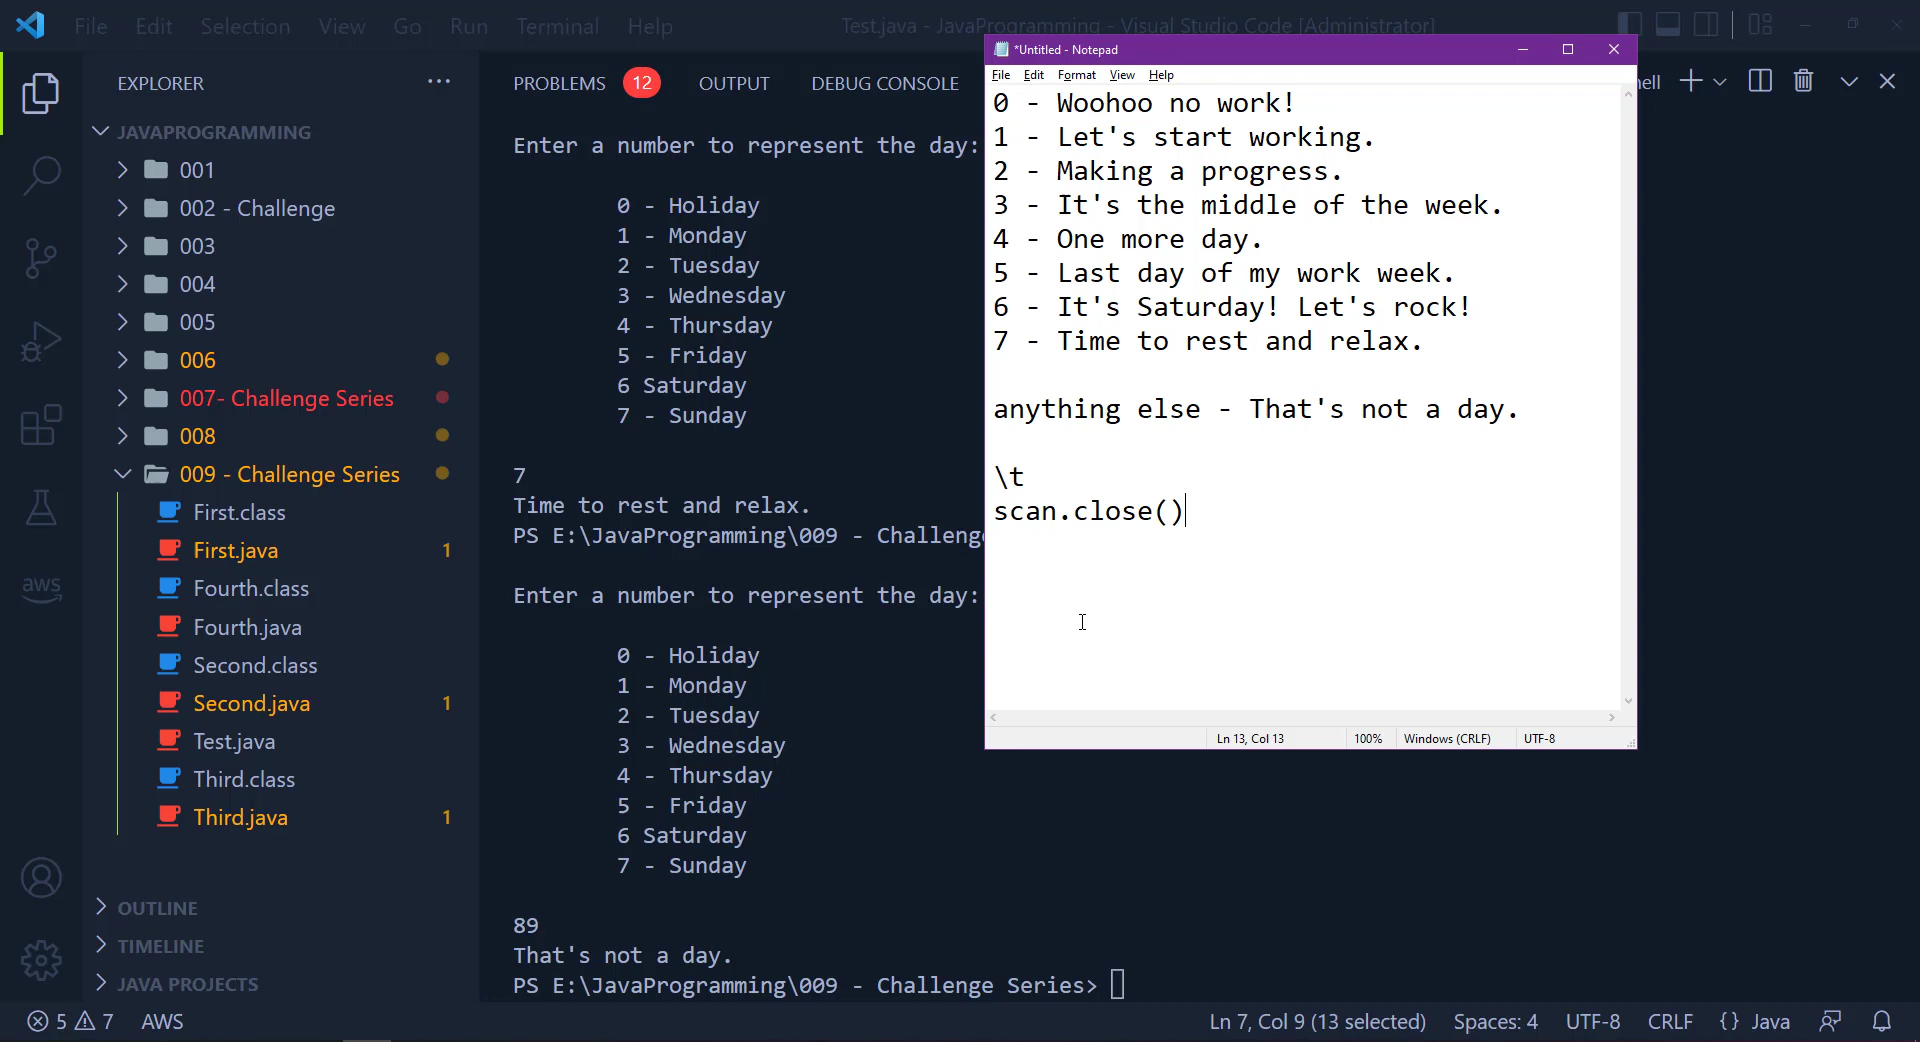 File Edit Selection View Go Run Terminal Help
Test.java - JavaProgramming - Visual Studio Code [Administrator]
EXPLORER
JAVAPROGRAMMING
001
002 - Challenge
003
004
005
006
007- Challenge Series
008
009 - Challenge Series
First.class
First.java 1
Fourth.class
Fourth.java
Second.class
Second.java 1
Test.java
Third.class
Third.java 1
OUTLINE
TIMELINE
JAVA PROJECTS
aws
PROBLEMS 12 OUTPUT DEBUG CONSOLE
ell
Enter a number to represent the day:
0 - Holiday
1 - Monday
2 - Tuesday
3 - Wednesday
4 - Thursday
5 - Friday
6 Saturday
7 - Sunday
7
Time to rest and relax.
PS E:\JavaProgramming\009 - Challeng
Enter a number to represent the day:
0 - Holiday
1 - Monday
2 - Tuesday
3 - Wednesday
4 - Thursday
5 - Friday
6 Saturday
7 - Sunday
89
That's not a day.
PS E:\JavaProgramming\009 - Challenge Series>
*Untitled - Notepad
File Edit Format View Help
0 - Woohoo no work!
1 - Let's start working.
2 - Making a progress.
3 - It's the middle of the week.
4 - One more day.
5 - Last day of my work week.
6 - It's Saturday! Let's rock!
7 - Time to rest and relax.
anything else - That's not a day.
\t
scan.close()
Ln 13, Col 13 100% Windows (CRLF) UTF-8
5 7 AWS
Ln 7, Col 9 (13 selected) Spaces: 4 UTF-8 CRLF {} Java